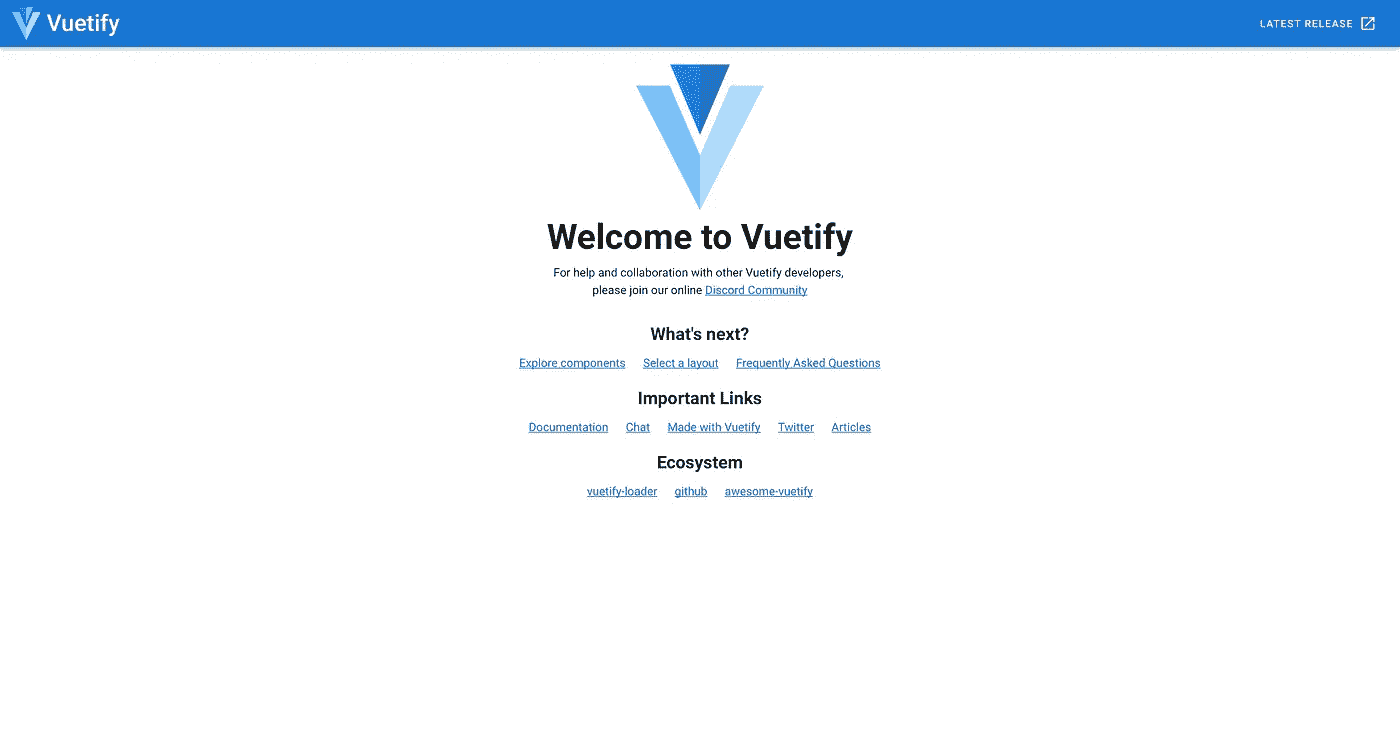 Vuetify
LATEST RELEASE
Welcome to Vuetify
For help and collaboration with other Vuetify developers,
please join our online Discord Community
What's next?
Explore components Select a layout Frequently Asked Questions
Important Links
Documentation Chat Made with Vuetify Twitter Articles
Ecosystem
vuetify-loader github awesome-vuetify